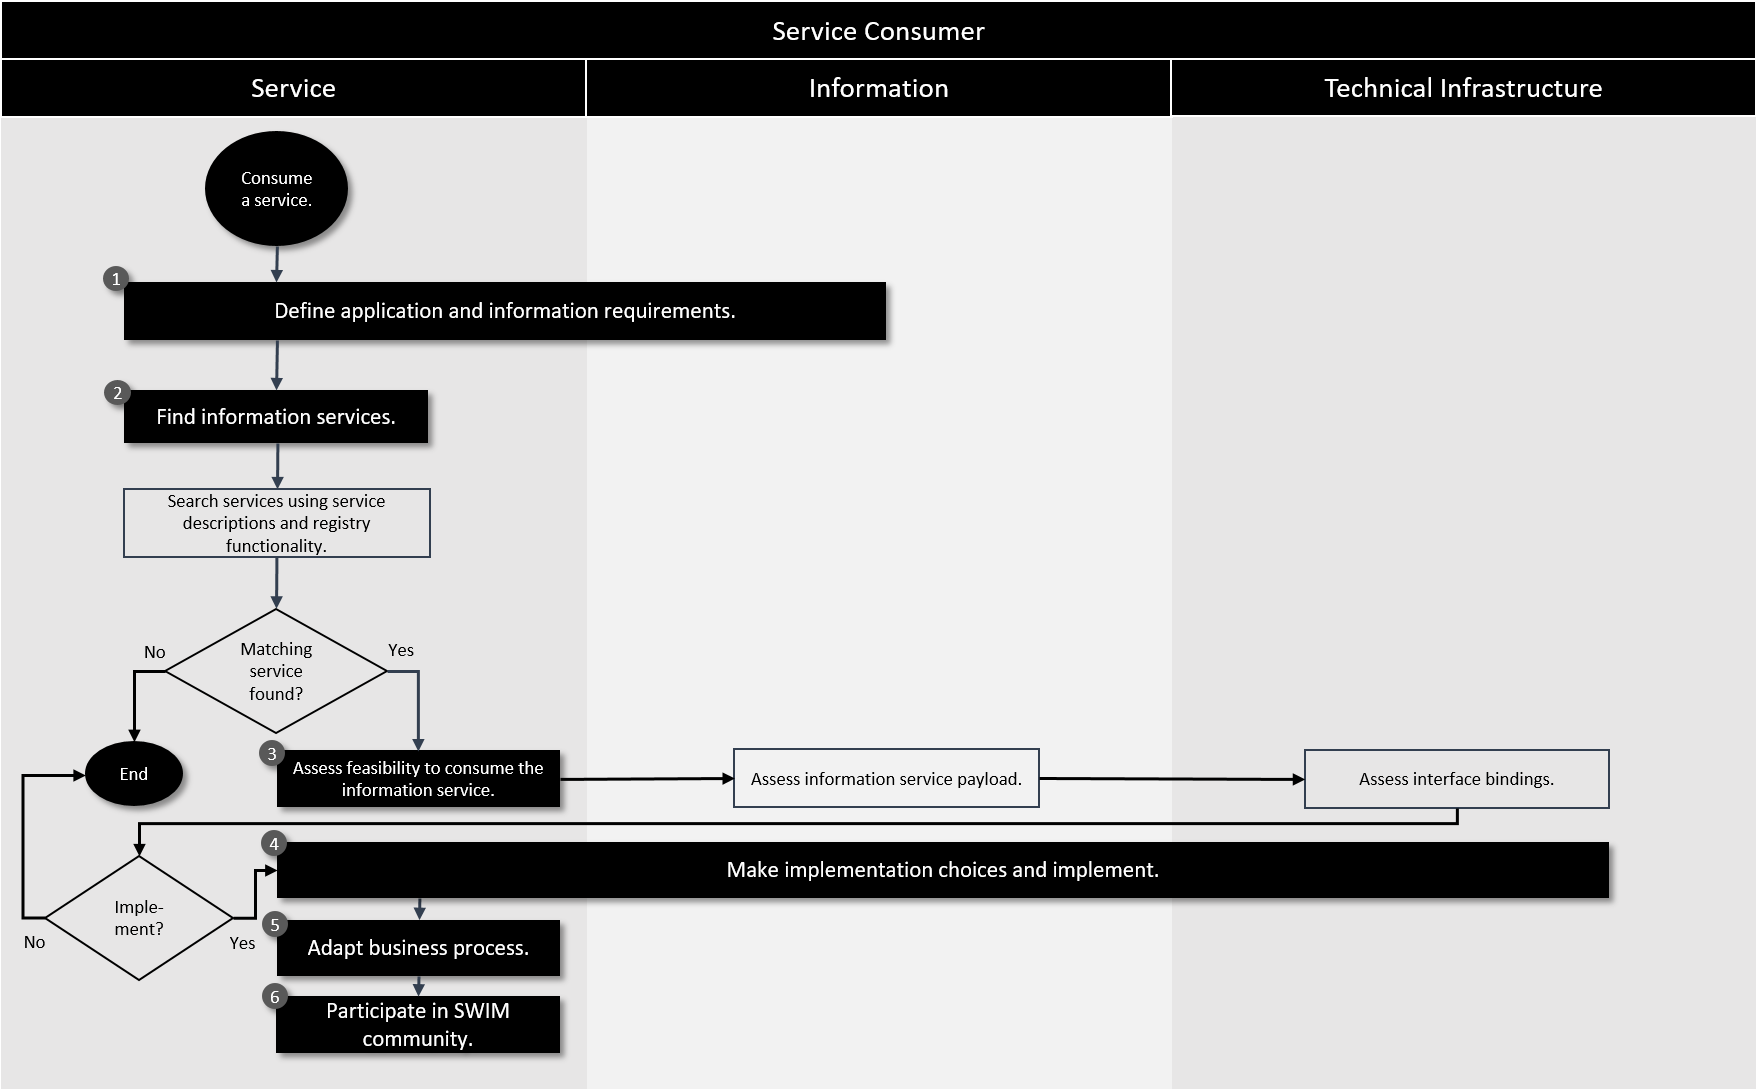 Service Consumer
Service
Information
Technical Infrastructure
Consume
a service.
1
Define application and information requirements.
2
Find information services.
Search services using service
descriptions and registry
functionality.
Matching
service
found?
No
Yes
End
3
Assess feasibility to consume the
information service.
Assess information service payload.
Assess interface bindings.
4
Make implementation choices and implement.
Imple-
ment?
No
Yes
5
Adapt business process.
6
Participate in SWIM
community.